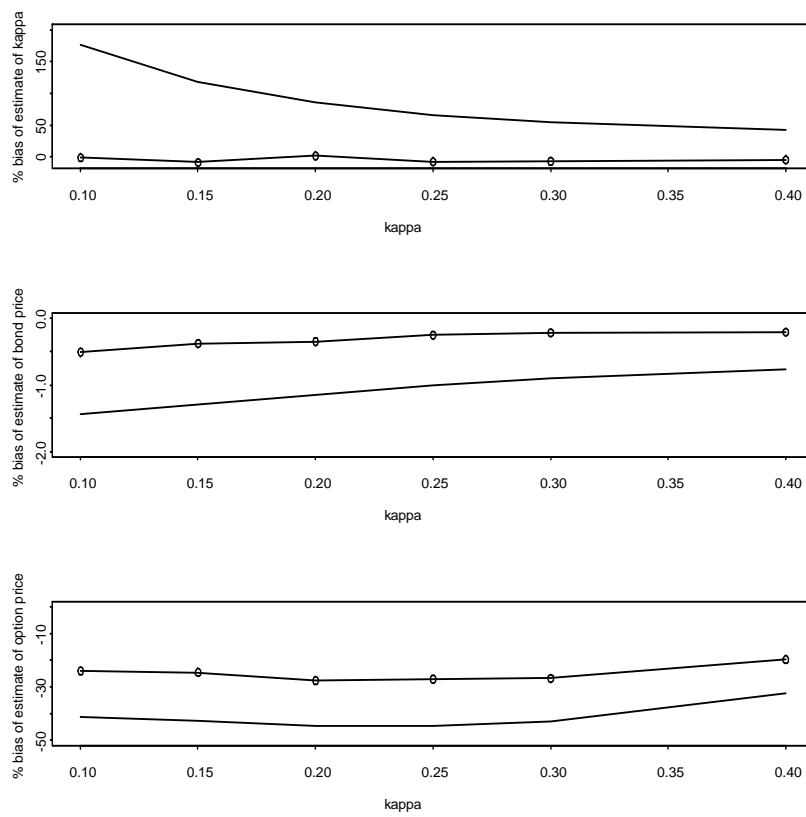 % bias of estimate of kappa
150
50
0
0.10 0.15 0.20 0.25 0.30 0.35 0.40
kappa
% bias of estimate of bond price
0.0
-1.0
-2.0
0.10 0.15 0.20 0.25 0.30 0.35 0.40
kappa
% bias of estimate of option price
-10
-30
-50
0.10 0.15 0.20 0.25 0.30 0.35 0.40
kappa